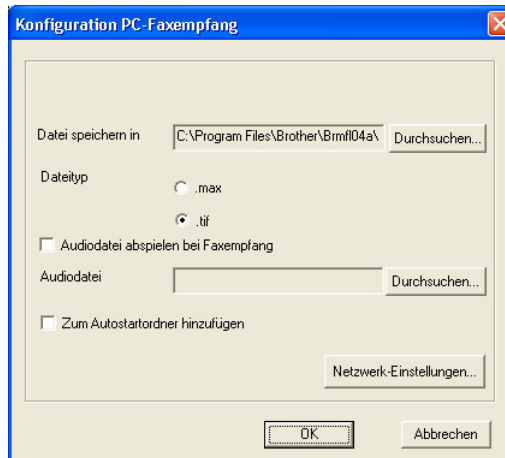 Konfiguration PC-Faxempfang
Datei speichern in C:\Program Files\Brother\Brmfl04a\ Durchsuchen...
Dateityp
.max
.tif
Audiodatei abspielen bei Faxempfang
Audiodatei Durchsuchen...
Zum Autostartordner hinzufügen
Netzwerk-Einstellungen...
OK Abbrechen